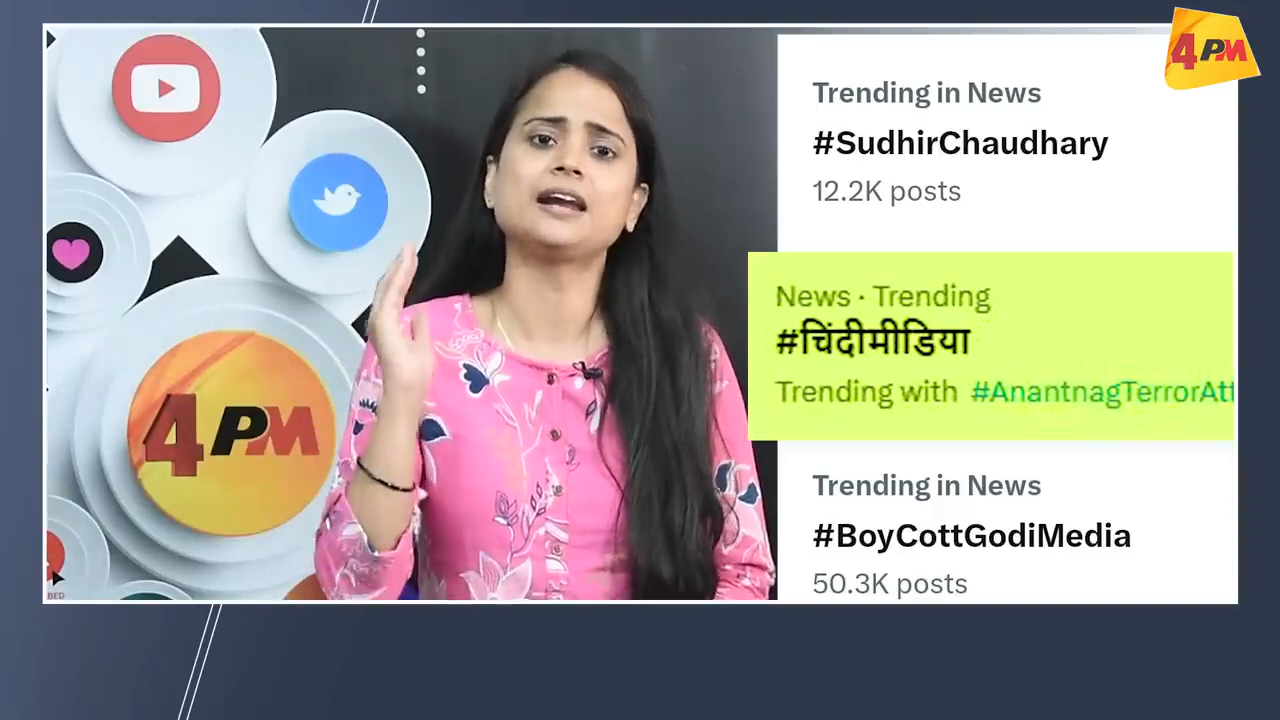 4PM
Trending in News
#SudhirChaudhary
12.2K posts
News · Trending
#चिंदीमीडिया
Trending with #AnantnagTerrorAtt
Trending in News
#BoyCottGodiMedia
50.3K posts
4PM
BED